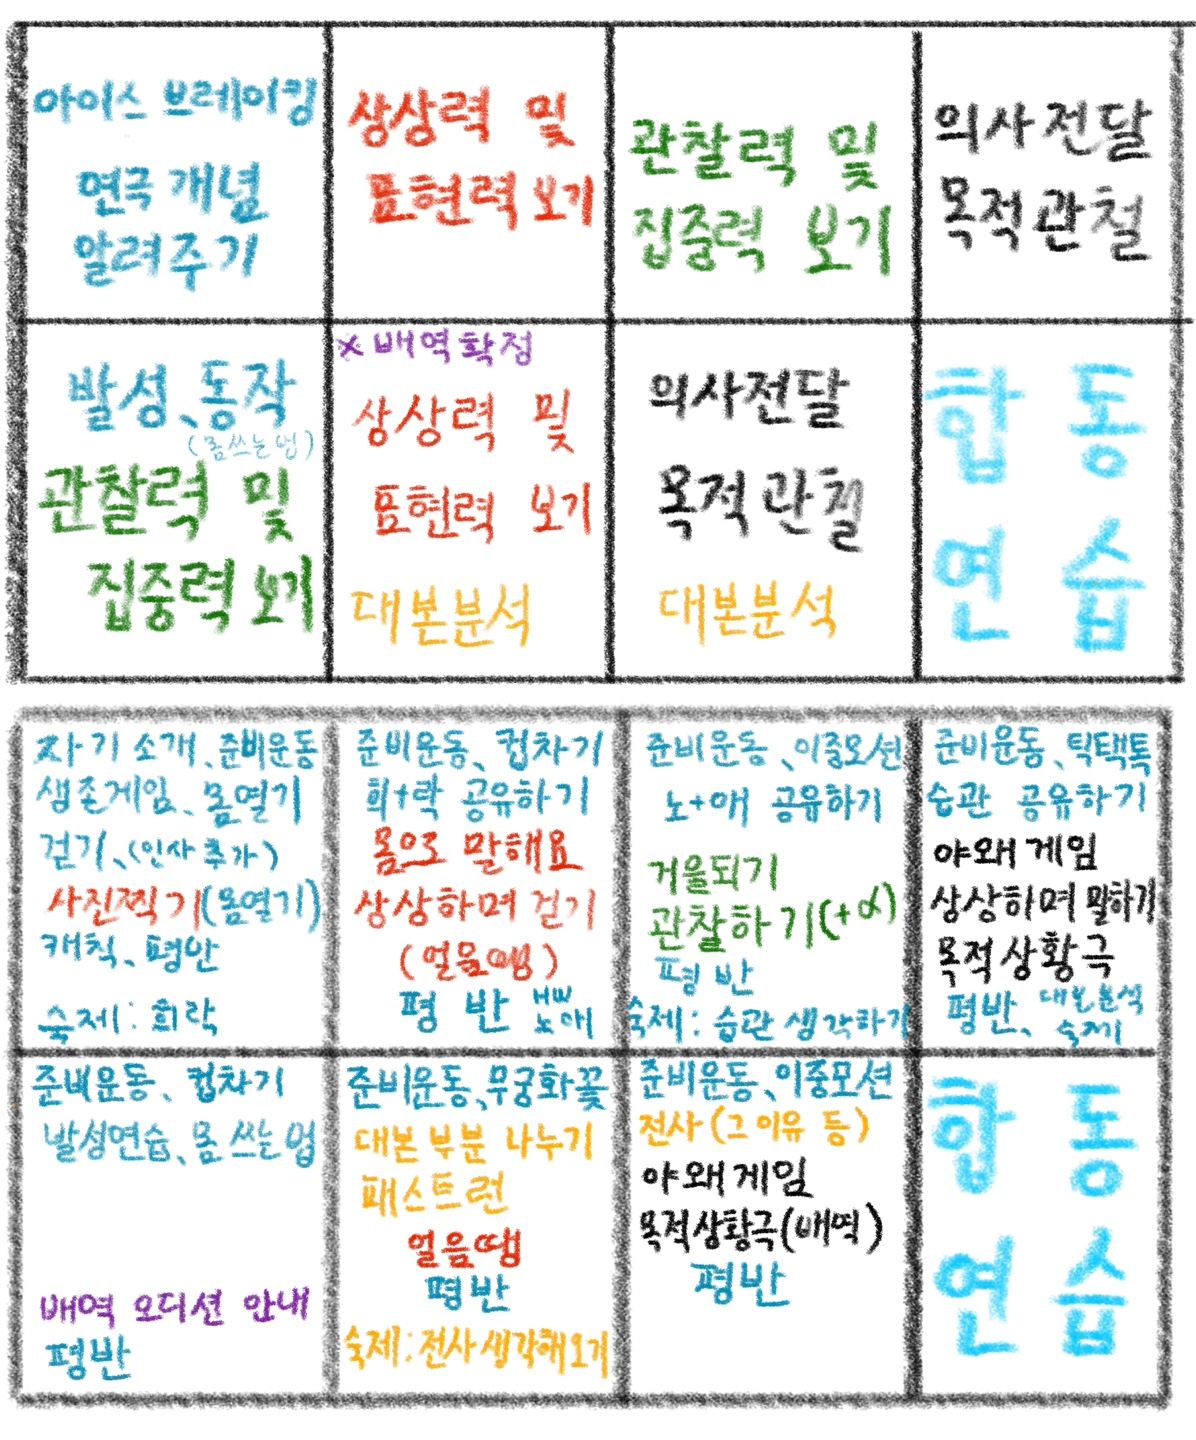 아이스 브레이킹
연극 개념
알려주기
상상력 및
표현력 보기
관찰력 및
집중력 보기
의사전달
목적관철
발성、동작
(몸쓰는법)
관찰력 및
집중력 보기
x 배역확정
상상력 및
표현력 보기
대본분석
의사전달
목적관철
대본분석
합동
연습
자기소개、준비운동
생존게임、몸열기
걷기、(인사 추가)
사진찍기(몸열기)
캐치、평안
숙제: 희락
준비운동、컵차기
희+락 공유하기
몸으로 말해요
상상하며 걷기
(얼음땡)
평 반 HW
노애
준비운동、이중모션
노+애 공유하기
거울되기
관찰하기(+α)
평 반
숙제: 습관 생각하기
준비운동、틱택톡
습관 공유하기
야왜게임
상상하며 말하기
목적상황극
평반、대본분석
숙제
준비운동、컵차기
발성연습、몸 쓰는 법
배역 오디션 안내
평반
준비운동、무궁화꽃
대본 부분 나누기
패스트런
얼음땡
평반
숙제: 전사 생각해오기
준비운동、이중모션
전사(그 이유 등)
야왜게임
목적상황극(배역)
평반
합동
연습